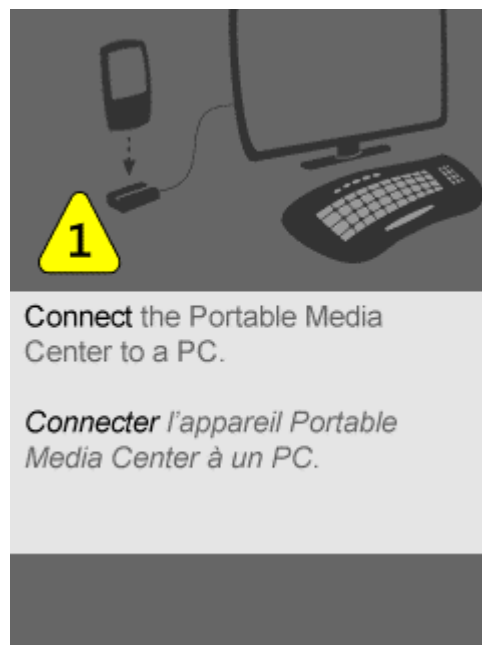 1
Connect the Portable Media
Center to a PC.
Connecter l'appareil Portable
Media Center à un PC.